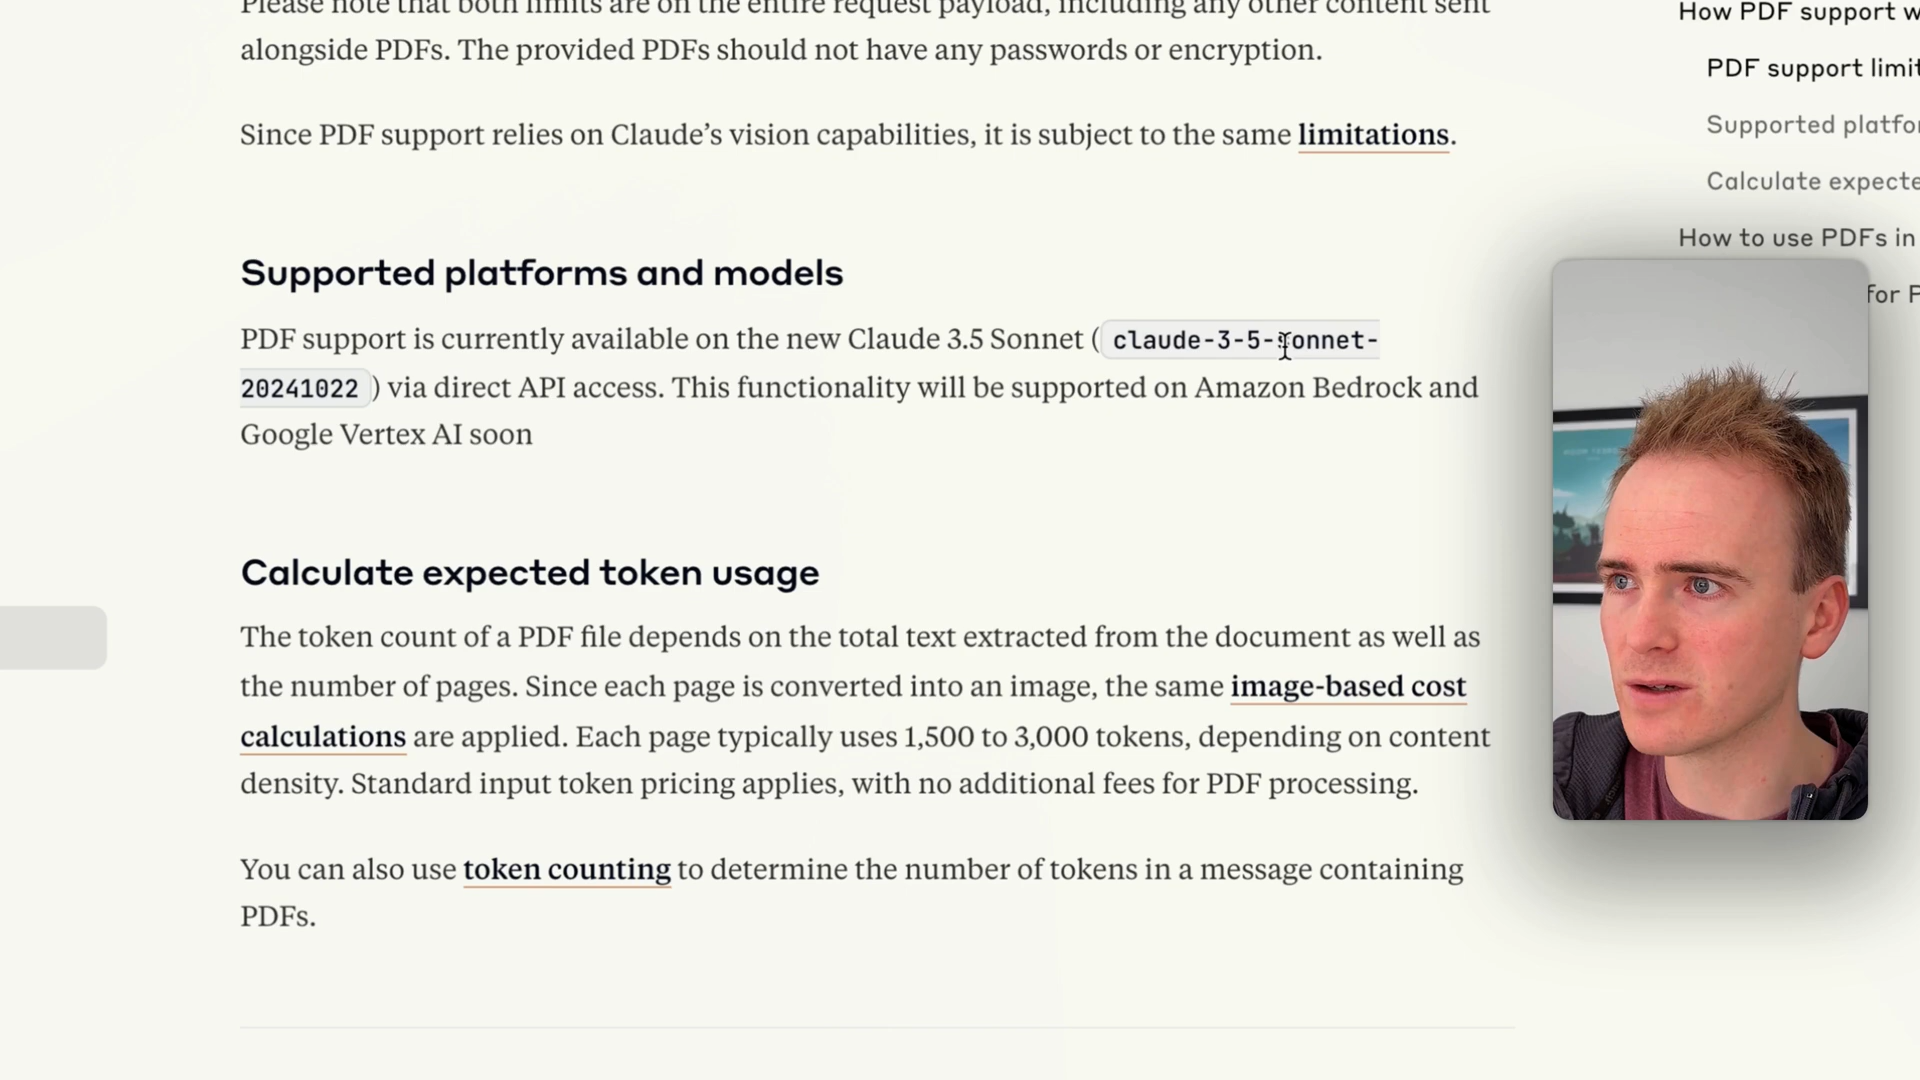 Please note that both limits are on the entire request payload, including any other content sent
alongside PDFs. The provided PDFs should not have any passwords or encryption.
Since PDF support relies on Claude’s vision capabilities, it is subject to the same limitations.
Supported platforms and models
PDF support is currently available on the new Claude 3.5 Sonnet ( claude-3-5-sonnet-
20241022 ) via direct API access. This functionality will be supported on Amazon Bedrock and
Google Vertex AI soon
Calculate expected token usage
The token count of a PDF file depends on the total text extracted from the document as well as
the number of pages. Since each page is converted into an image, the same image-based cost
calculations are applied. Each page typically uses 1,500 to 3,000 tokens, depending on content
density. Standard input token pricing applies, with no additional fees for PDF processing.
You can also use token counting to determine the number of tokens in a message containing
PDFs.
How PDF support w
PDF support limit
Supported platfo
Calculate expecte
How to use PDFs in
for P